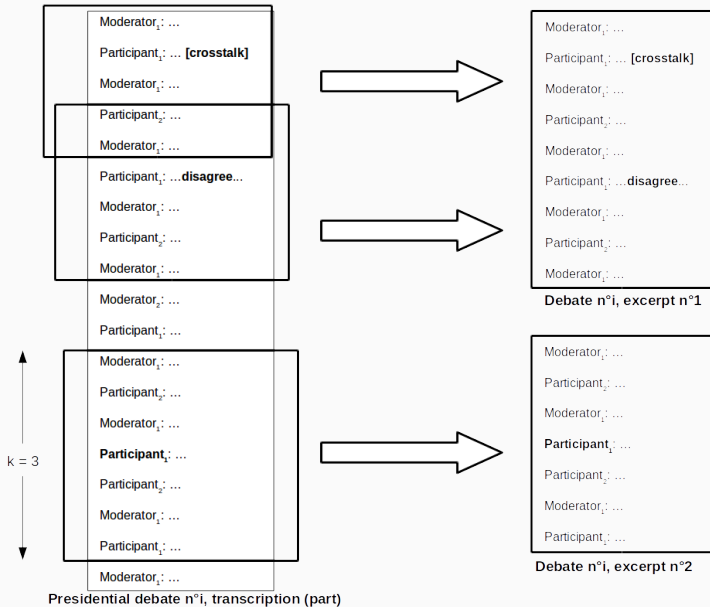 Moderator₁: ...
Participant₁: ... [crosstalk]
Moderator₁: ...
Participant₂: ...
Moderator₁: ...
Participant₁: ...disagree...
Moderator₁: ...
Participant₂: ...
Moderator₁: ...
Moderator₂: ...
Participant₁: ...
Moderator₁: ...
Participant₂: ...
Moderator₁: ...
Participant₁: ...
Participant₂: ...
Moderator₁: ...
Participant₁: ...
Moderator₁: ...
k = 3
Presidential debate n°i, transcription (part)
Moderator₁: ...
Participant₁: ... [crosstalk]
Moderator₁: ...
Participant₂: ...
Moderator₁: ...
Participant₁: ...disagree...
Moderator₁: ...
Participant₂: ...
Moderator₁: ...
Debate n°i, excerpt n°1
Moderator₁: ...
Participant₂: ...
Moderator₁: ...
Participant₁: ...
Participant₂: ...
Moderator₁: ...
Participant₁: ...
Debate n°i, excerpt n°2